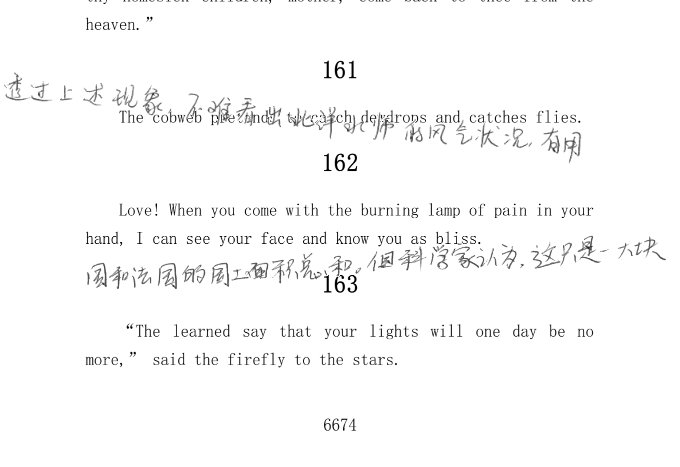 heaven.”
161
透过上述现象，不难看出北洋水师的风气状况，有用
The cobweb pretends to catch dewdrops and catches flies.
162
Love! When you come with the burning lamp of pain in your
hand, I can see your face and know you as bliss.
国和法国的国土面积总和。但科学家认为，这只是一大块
163
“The learned say that your lights will one day be no
more,” said the firefly to the stars.
6674